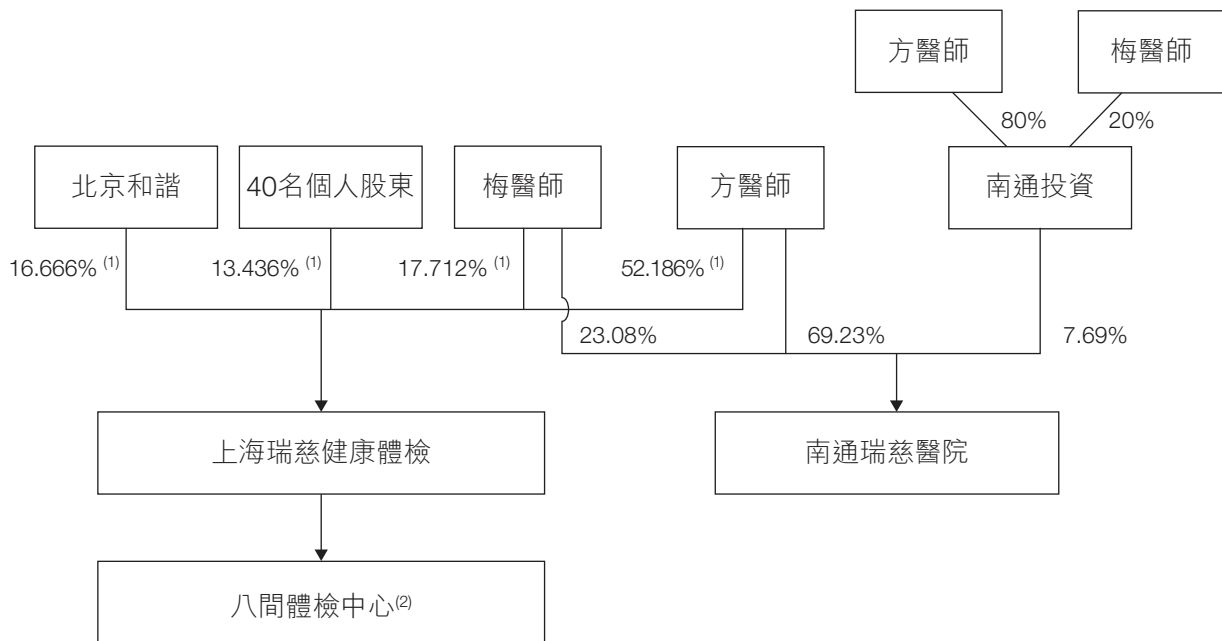 方醫師
梅醫師
80%
20%
北京和諧
40名個人股東
梅醫師
方醫師
南通投資
16.666% (1)
13.436% (1)
17.712% (1)
52.186% (1)
23.08%
69.23%
7.69%
上海瑞慈健康體檢
南通瑞慈醫院
八間體檢中心(2)